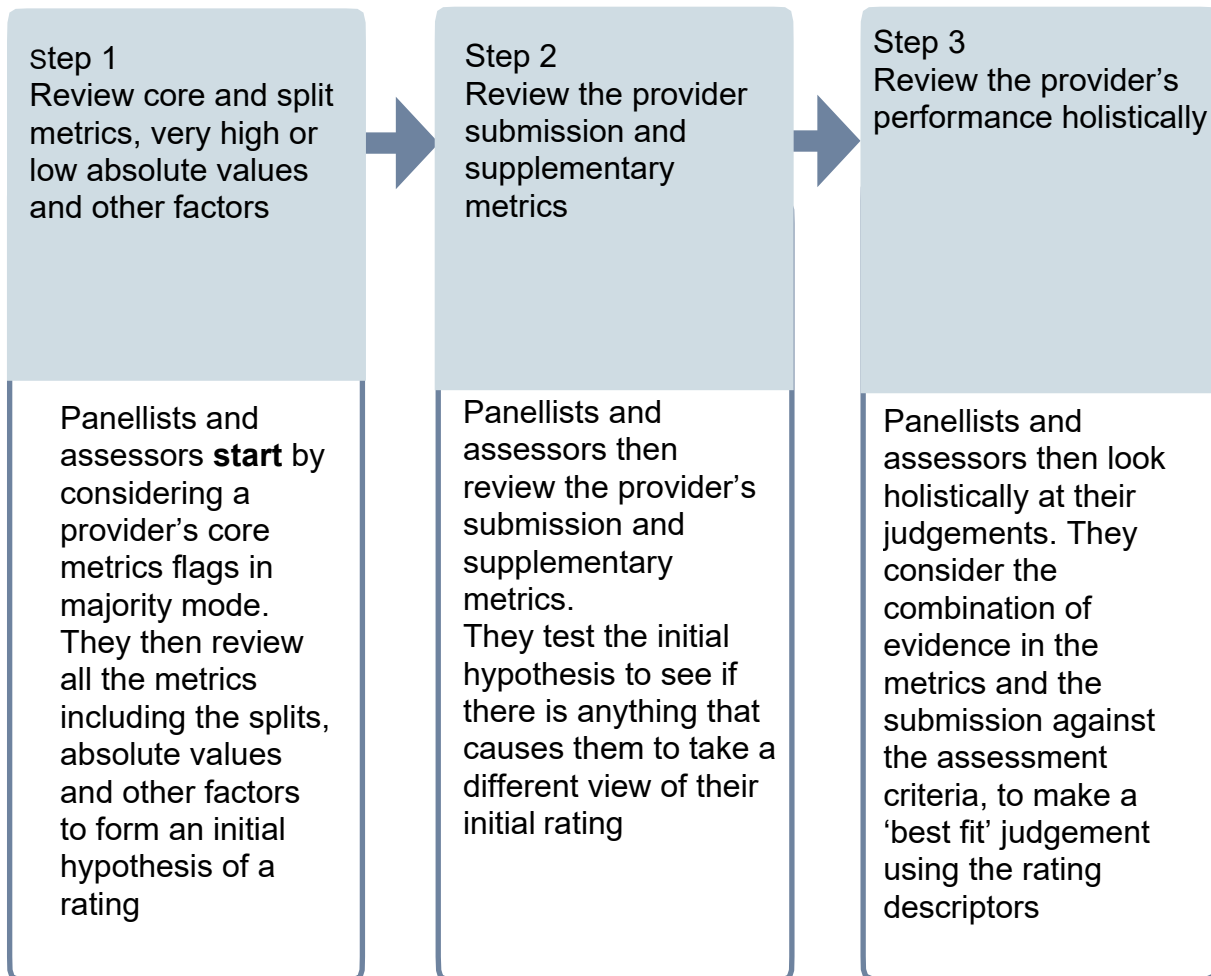 Step 1
Review core and split
metrics, very high or
low absolute values
and other factors
Panellists and
assessors start by
considering a
provider’s core
metrics flags in
majority mode.
They then review
all the metrics
including the splits,
absolute values
and other factors
to form an initial
hypothesis of a
rating
Step 2
Review the provider
submission and
supplementary
metrics
Panellists and
assessors then
review the provider’s
submission and
supplementary
metrics.
They test the initial
hypothesis to see if
there is anything that
causes them to take a
different view of their
initial rating
Step 3
Review the provider’s
performance holistically
Panellists and
assessors then look
holistically at their
judgements. They
consider the
combination of
evidence in the
metrics and the
submission against
the assessment
criteria, to make a
‘best fit’ judgement
using the rating
descriptors